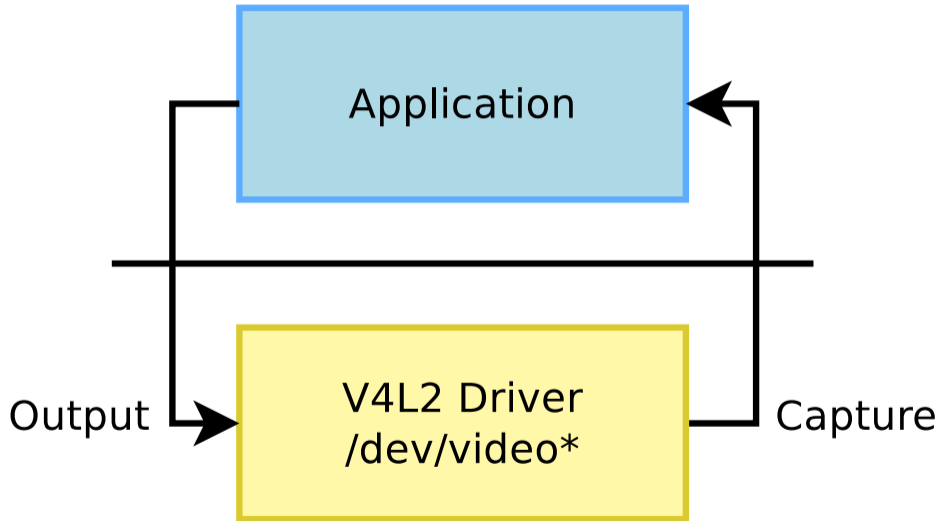 Application
V4L2 Driver
/dev/video*
Output
Capture